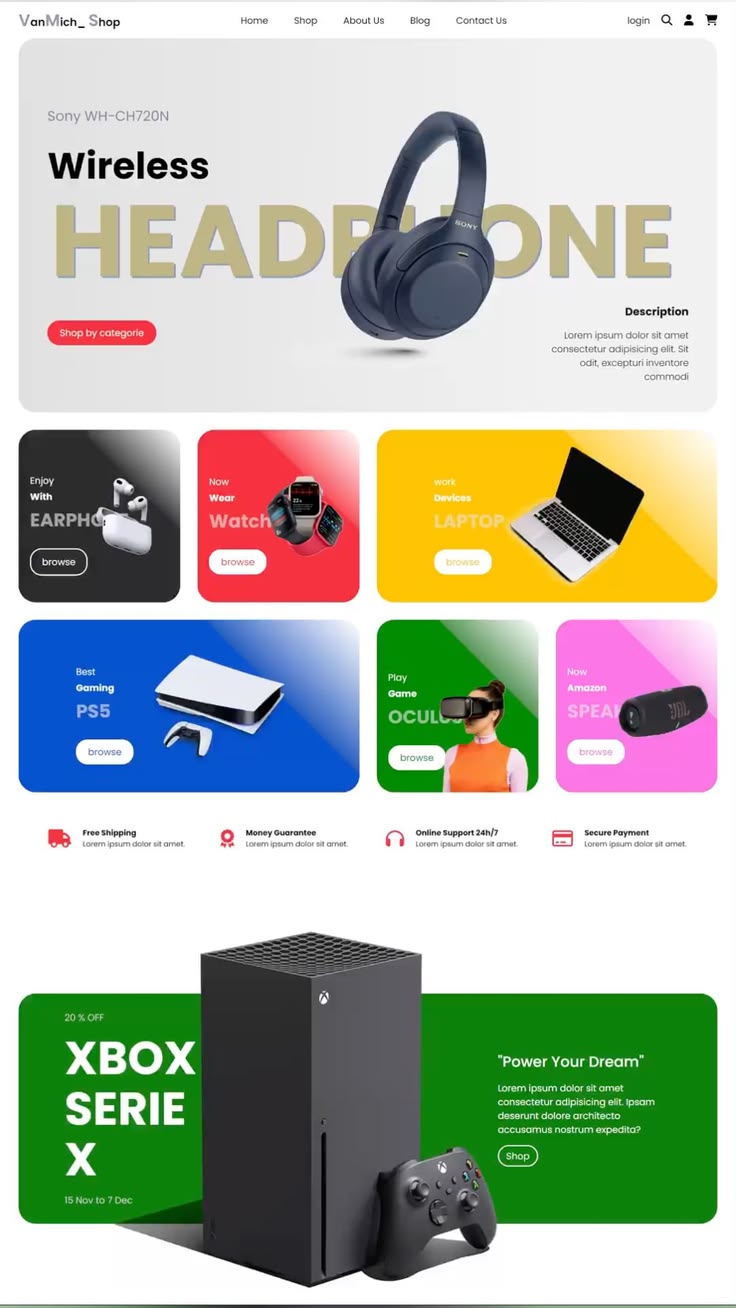 VanMich_ Shop
Home Shop About Us Blog Contact Us
login
Sony WH-CH720N
Wireless
HEADPHONE
SONY
Shop by categorie
Description
Lorem ipsum dolor sit amet
consectetur adipisicing elit. Sit
odit, excepturi inventore
commodi
Enjoy
With
EARPHO
browse
Now
Wear
Watch
browse
work
Devices
LAPTOP
browse
Best
Gaming
PS5
browse
Play
Game
OCULUS
browse
Now
Amazon
SPEA
JBL
browse
Free Shipping
Lorem ipsum dolor sit amet.
Money Guarantee
Lorem ipsum dolor sit amet.
Online Support 24h/7
Lorem ipsum dolor sit amet.
Secure Payment
Lorem ipsum dolor sit amet.
20 % OFF
XBOX
SERIE
X
15 Nov to 7 Dec
"Power Your Dream"
Lorem ipsum dolor sit amet
consectetur adipisicing elit. Ipsam
deserunt dolore architecto
accusamus nostrum expedita?
Shop